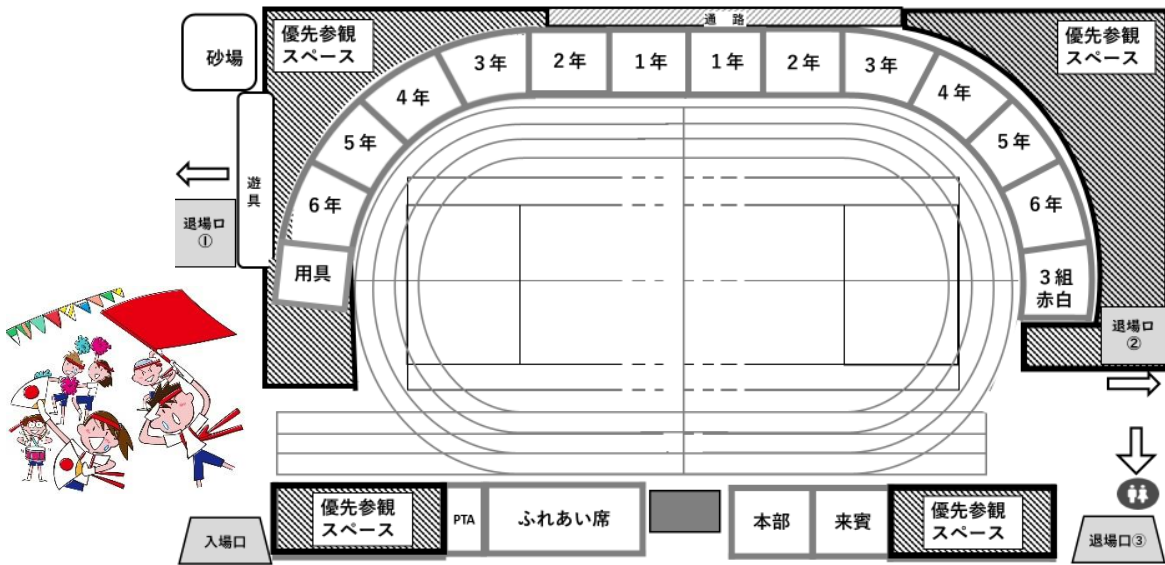 通 路
優先参観
スペース
優先参観
スペース
砂場
3年
2年
1年
1年
2年
3年
4年
4年
5年
5年
遊
具
6年
6年
退場口
①
用具
3組
赤白
退場口
②
優先参観
スペース
PTA
ふれあい席
本部
来賓
優先参観
スペース
入場口
退場口③